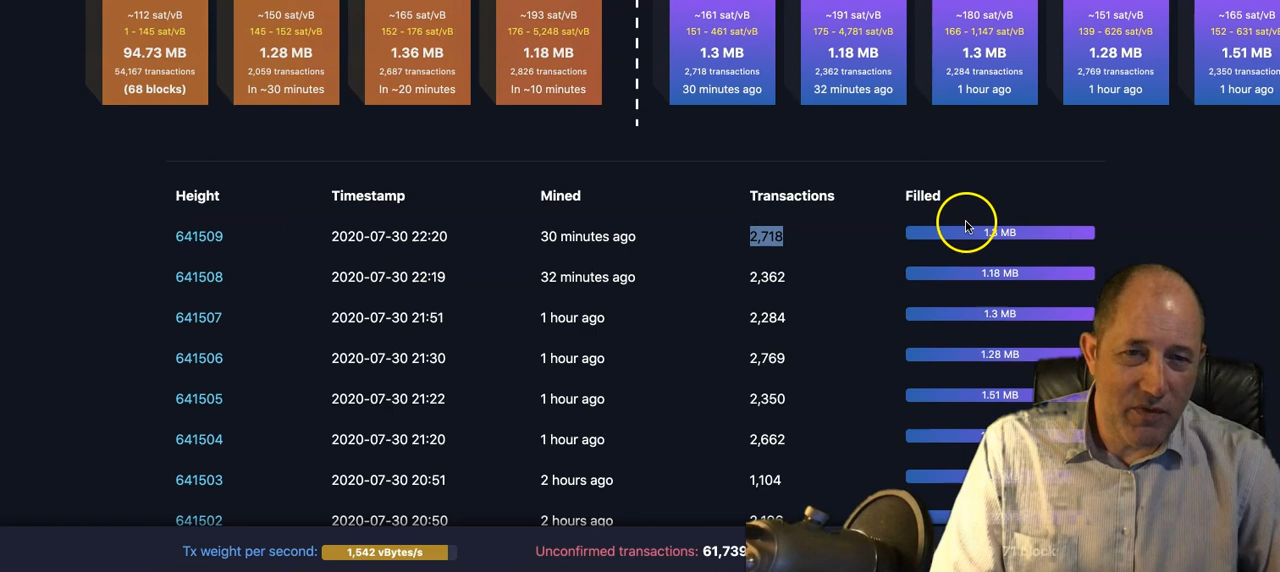 ~112 sat/vB
1 - 145 sat/vB
94.73 MB
54,167 transactions
(68 blocks)
~150 sat/vB
145 - 152 sat/vB
1.28 MB
2,059 transactions
In ~30 minutes
~165 sat/vB
152 - 176 sat/vB
1.36 MB
2,687 transactions
In ~20 minutes
~193 sat/vB
176 - 5,248 sat/vB
1.18 MB
2,826 transactions
In ~10 minutes
~161 sat/vB
151 - 461 sat/vB
1.3 MB
2,718 transactions
30 minutes ago
~191 sat/vB
175 - 4,781 sat/vB
1.18 MB
2,362 transactions
32 minutes ago
~180 sat/vB
166 - 1,147 sat/vB
1.3 MB
2,284 transactions
1 hour ago
~151 sat/vB
139 - 626 sat/vB
1.28 MB
2,769 transactions
1 hour ago
~165 sat/vB
152 - 631 sat/vB
1.51 MB
2,350 transactions
1 hour ago
Height Timestamp Mined Transactions Filled
641509 2020-07-30 22:20 30 minutes ago 2,718 1.3 MB
641508 2020-07-30 22:19 32 minutes ago 2,362 1.18 MB
641507 2020-07-30 21:51 1 hour ago 2,284 1.3 MB
641506 2020-07-30 21:30 1 hour ago 2,769 1.28 MB
641505 2020-07-30 21:22 1 hour ago 2,350 1.51 MB
641504 2020-07-30 21:20 1 hour ago 2,662
641503 2020-07-30 20:51 2 hours ago 1,104
641502 2020-07-30 20:50 2 hours ago
Tx weight per second: 1,542 vBytes/s Unconfirmed transactions: 61,739